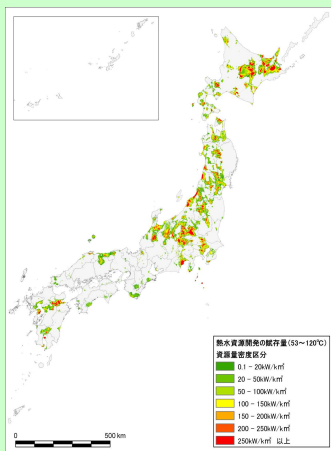 熱水資源開発の賦存量(53～120℃)
資源量密度区分
0.1 - 20kW/k㎡
20 - 50kW/k㎡
50 - 100kW/k㎡
100 - 150kW/k㎡
150 - 200kW/k㎡
200 - 250kW/k㎡
250kW/k㎡ 以上
0 500 km